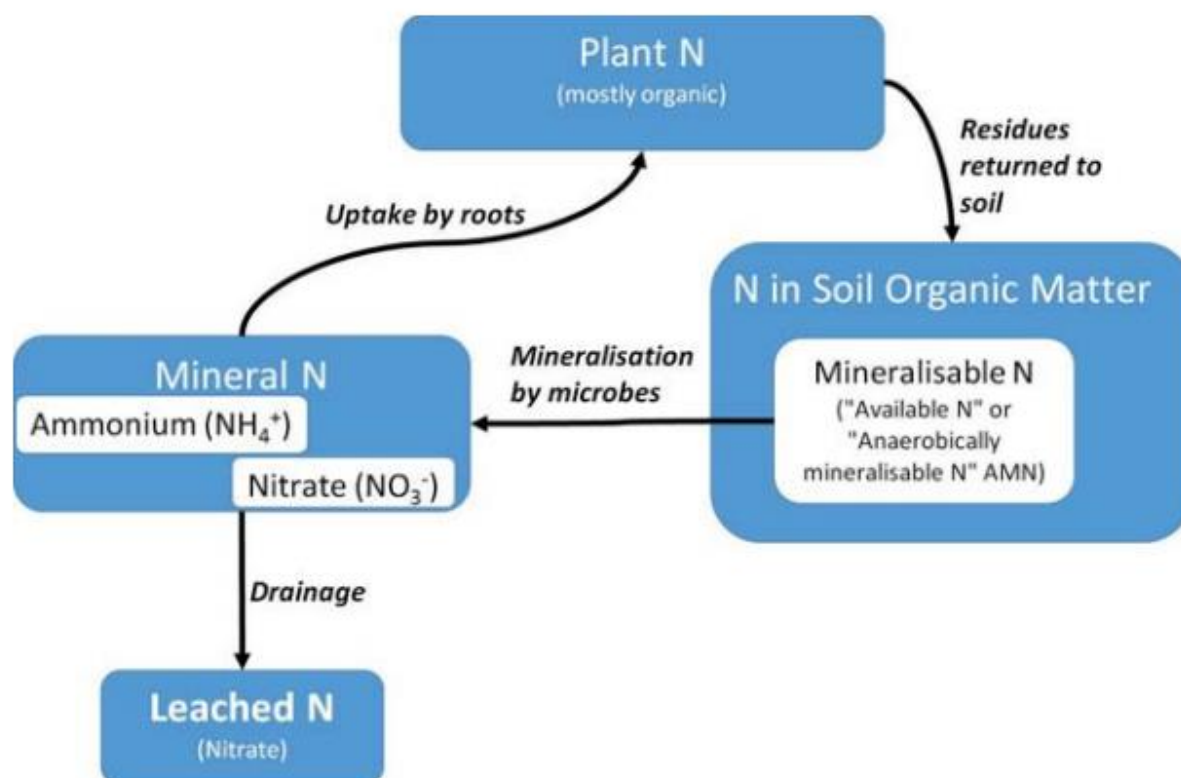 Plant N
(mostly organic)
Residues
returned to
soil
Uptake by roots
N in Soil Organic Matter
Mineralisable N
("Available N" or
"Anaerobically
mineralisable N" AMN)
Mineralisation
by microbes
Mineral N
Ammonium (NH₄⁺)
Nitrate (NO₃⁻)
Drainage
Leached N
(Nitrate)